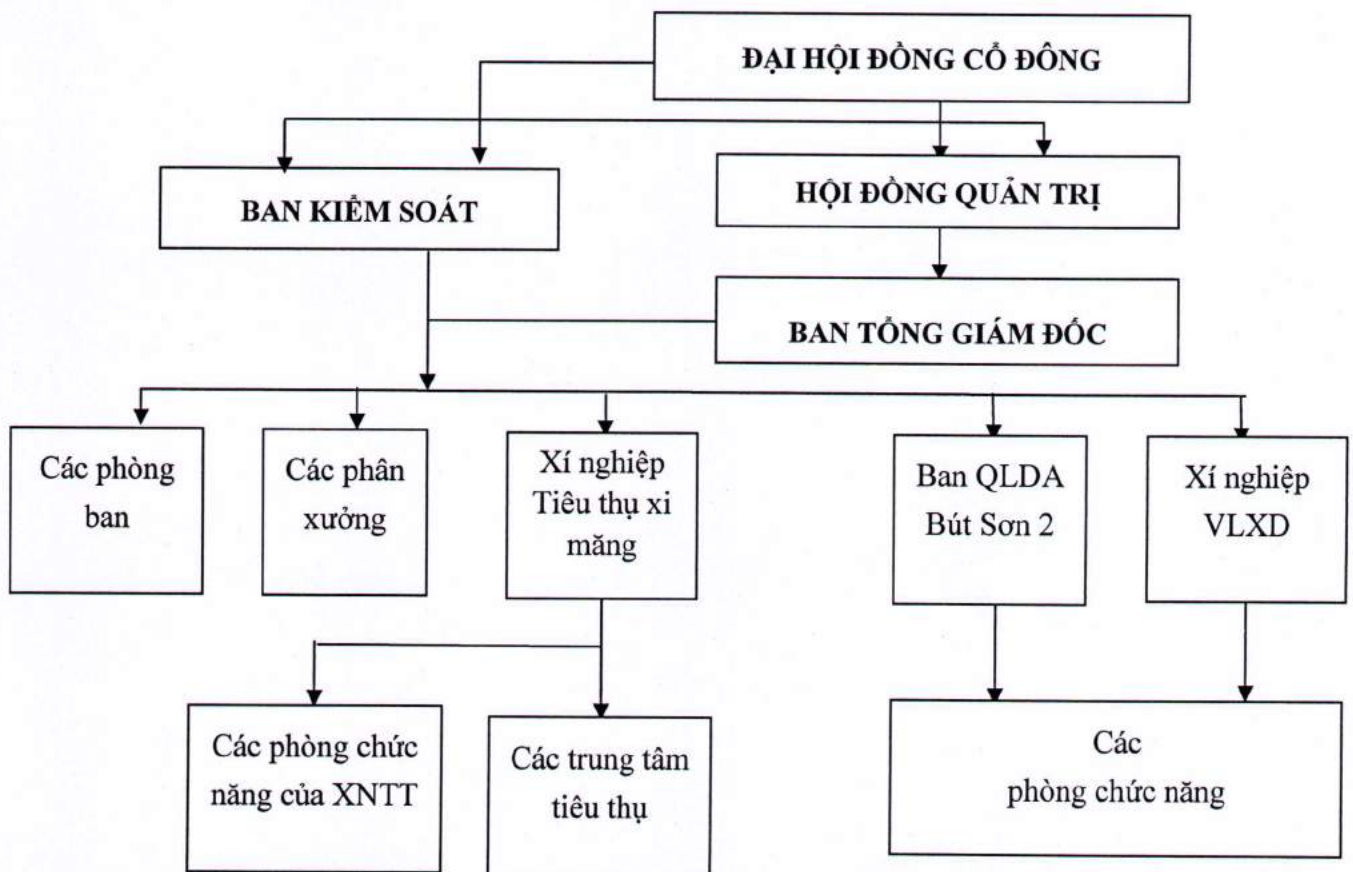 ĐẠI HỘI ĐỒNG CỔ ĐÔNG
BAN KIỂM SOÁT
HỘI ĐỒNG QUẢN TRỊ
BAN TỔNG GIÁM ĐỐC
Các phòng
ban
Các phân
xưởng
Xí nghiệp
Tiêu thụ xi
măng
Ban QLDA
Bút Sơn 2
Xí nghiệp
VLXD
Các phòng chức
năng của XNTT
Các trung tâm
tiêu thụ
Các
phòng chức năng